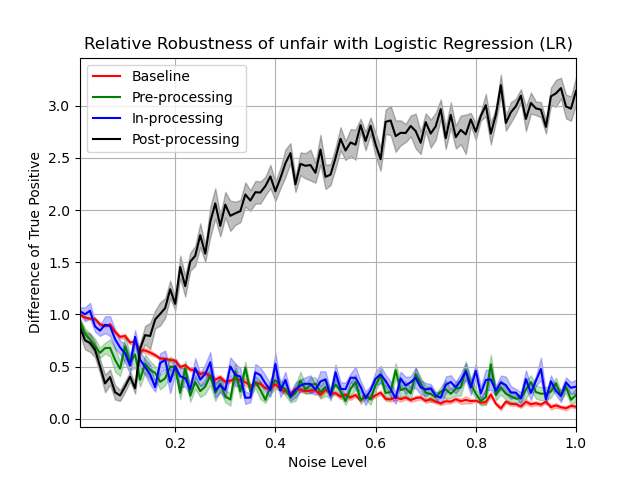 Relative Robustness of unfair with Logistic Regression (LR)
Baseline
Pre-processing
In-processing
Post-processing
Difference of True Positive
3.0
2.5
2.0
1.5
1.0
0.5
0.0
0.2 0.4 0.6 0.8 1.0
Noise Level